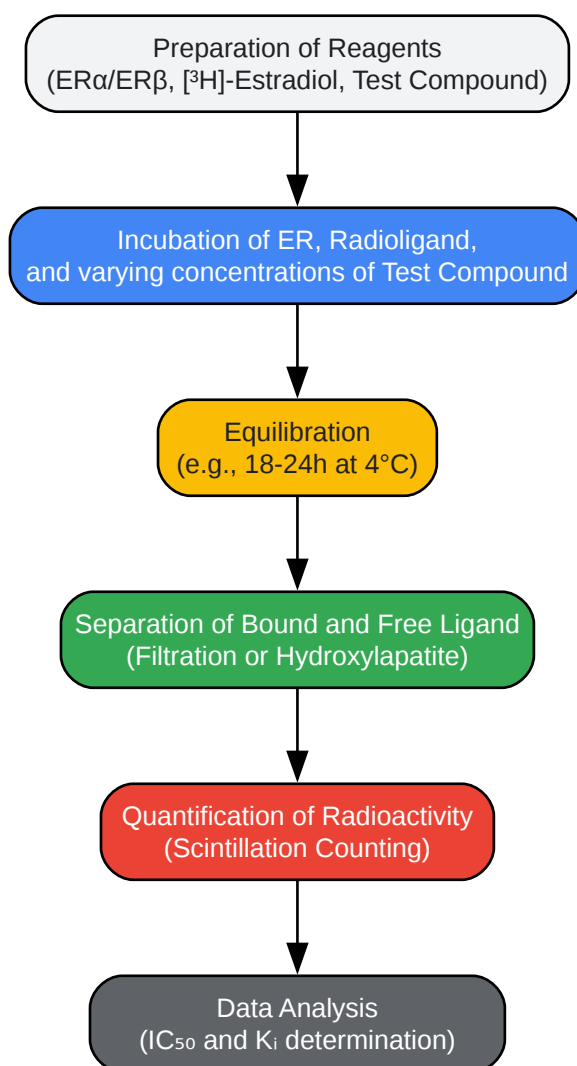 Preparation of Reagents
(ERα/ERβ, [³H]-Estradiol, Test Compound)
Incubation of ER, Radioligand,
and varying concentrations of Test Compound
Equilibration
(e.g., 18-24h at 4°C)
Separation of Bound and Free Ligand
(Filtration or Hydroxylapatite)
Quantification of Radioactivity
(Scintillation Counting)
Data Analysis
(IC₅₀ and Kᵢ determination)